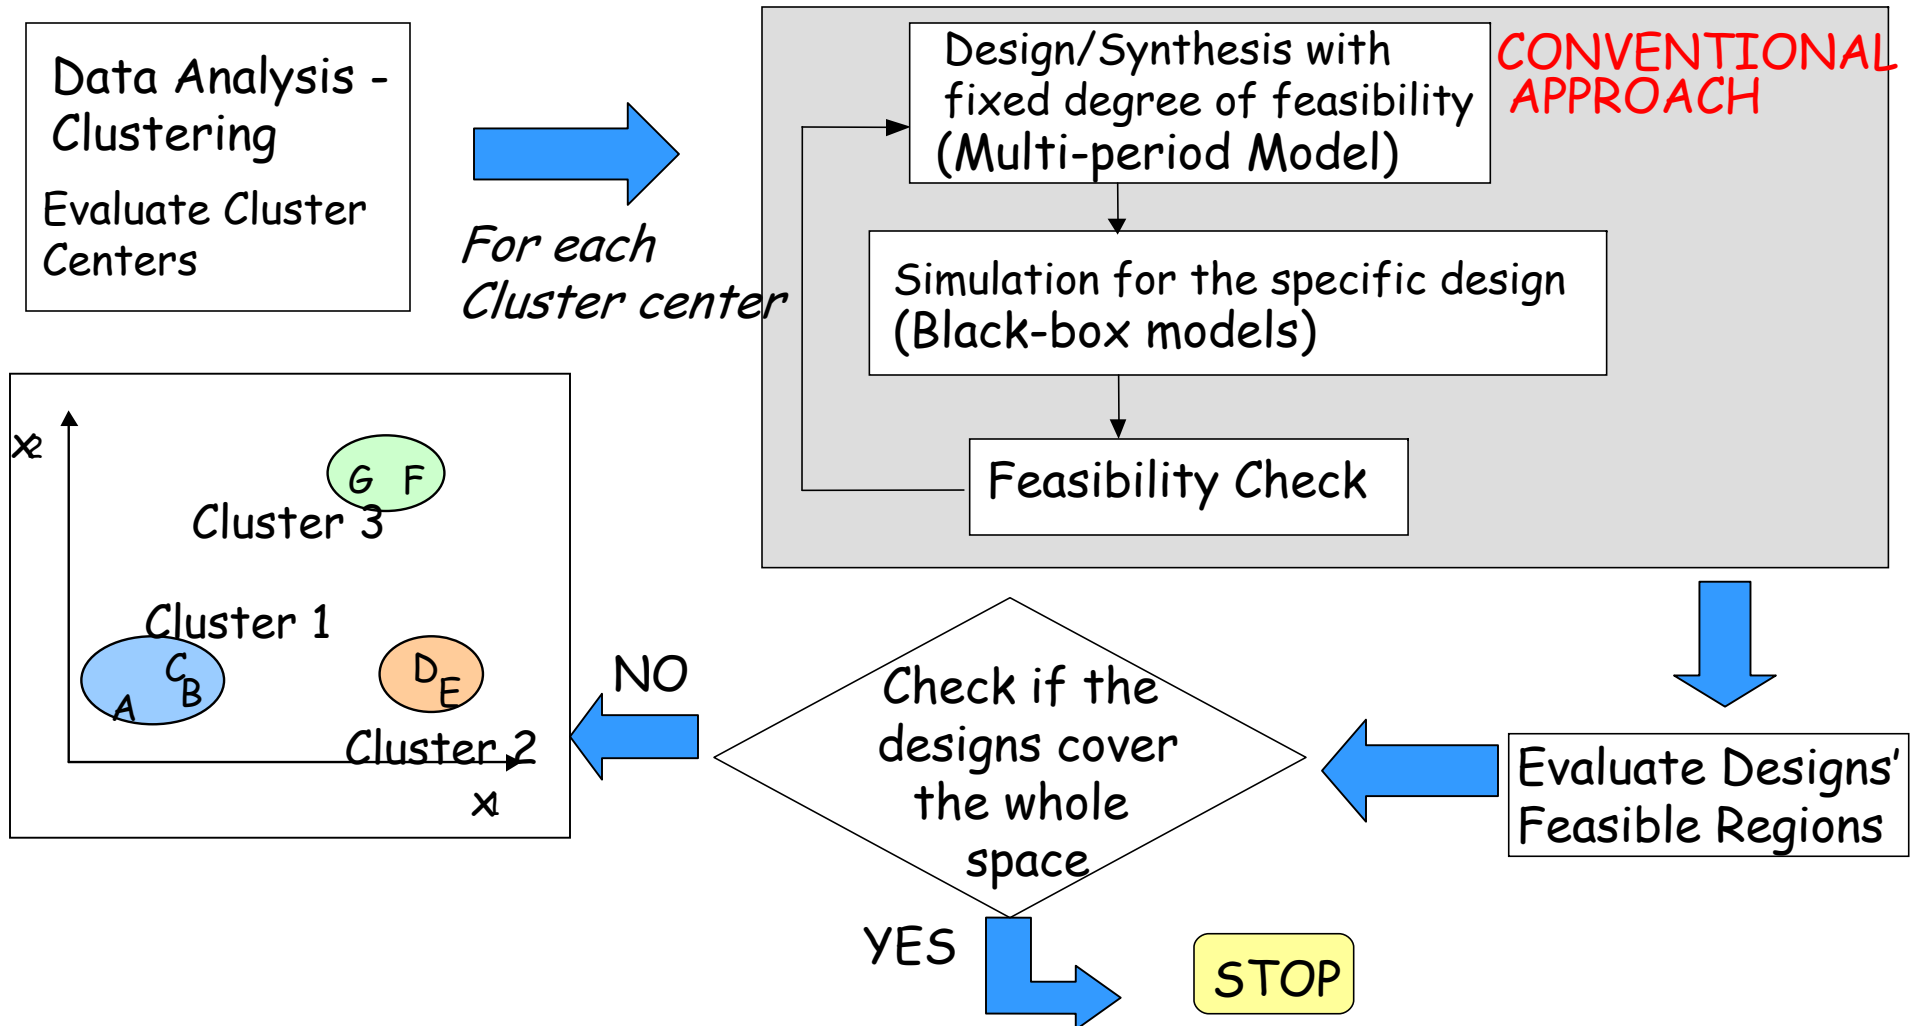 Data Analysis -
Clustering
Evaluate Cluster
Centers
For each
Cluster center
Design/Synthesis with
fixed degree of feasibility
(Multi-period Model)
CONVENTIONAL
APPROACH
Simulation for the specific design
(Black-box models)
Feasibility Check
x2
G F
Cluster 3
Cluster 1
C
B
A
D
E
Cluster 2
x1
NO
Check if the
designs cover
the whole
space
Evaluate Designs'
Feasible Regions
YES
STOP